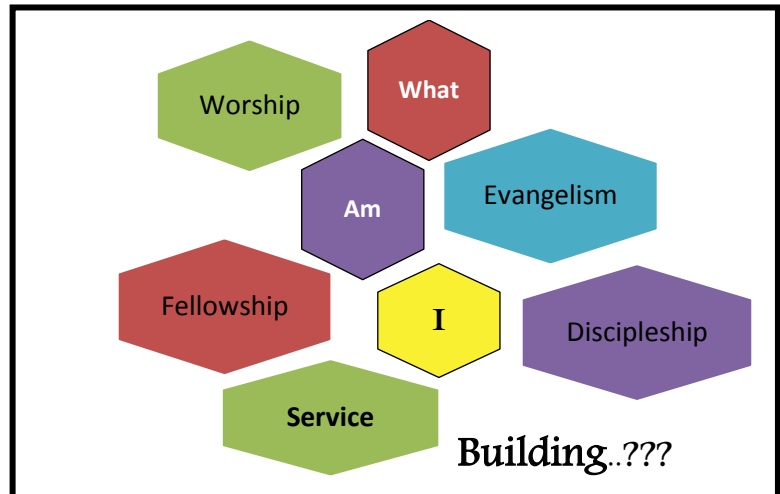 What
Worship
Evangelism
Am
Fellowship
I
Discipleship
Service
Building..???